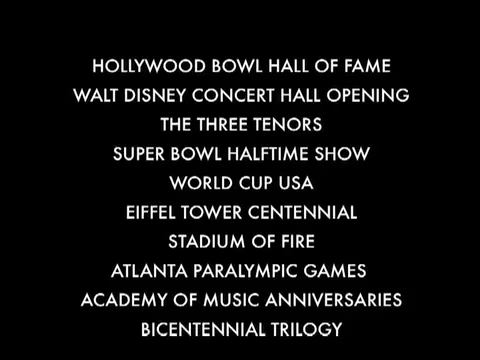 HOLLYWOOD BOWL HALL OF FAME
WALT DISNEY CONCERT HALL OPENING
THE THREE TENORS
SUPER BOWL HALFTIME SHOW
WORLD CUP USA
EIFFEL TOWER CENTENNIAL
STADIUM OF FIRE
ATLANTA PARALYMPIC GAMES
ACADEMY OF MUSIC ANNIVERSARIES
BICENTENNIAL TRILOGY